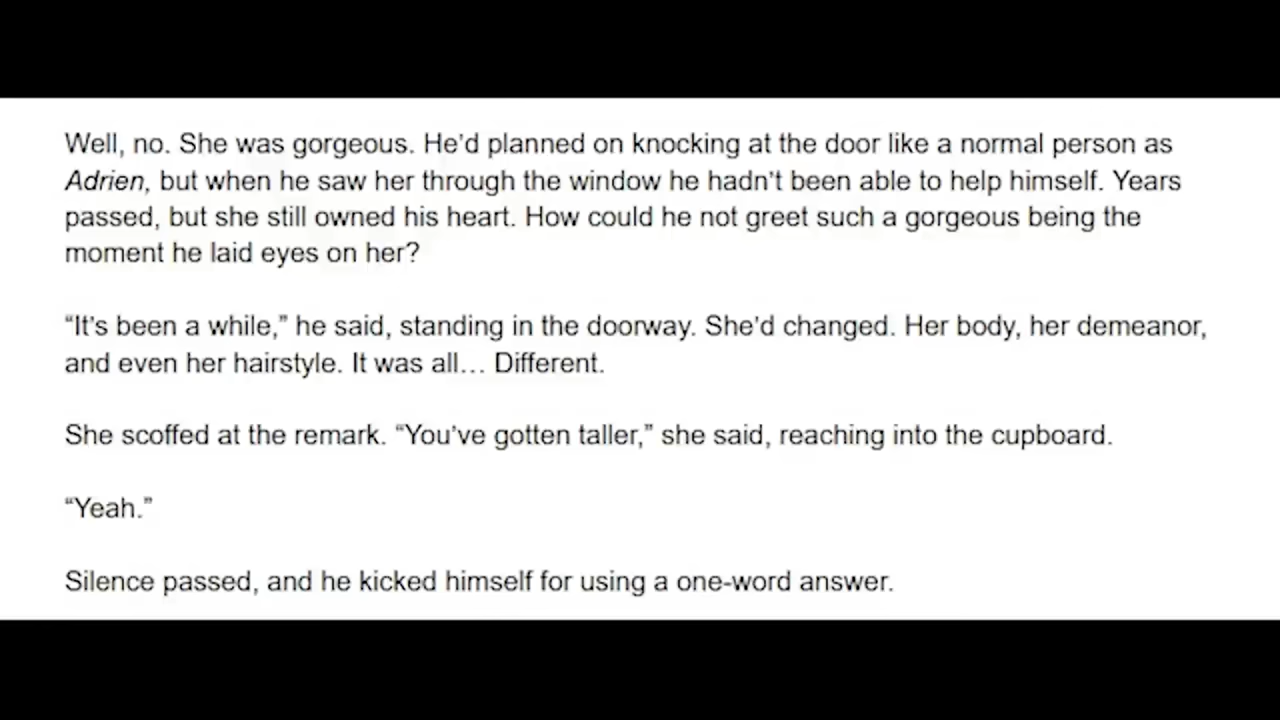 Well, no. She was gorgeous. He’d planned on knocking at the door like a normal person as
Adrien, but when he saw her through the window he hadn’t been able to help himself. Years
passed, but she still owned his heart. How could he not greet such a gorgeous being the
moment he laid eyes on her?
“It’s been a while,” he said, standing in the doorway. She’d changed. Her body, her demeanor,
and even her hairstyle. It was all… Different.
She scoffed at the remark. “You’ve gotten taller,” she said, reaching into the cupboard.
“Yeah.”
Silence passed, and he kicked himself for using a one-word answer.